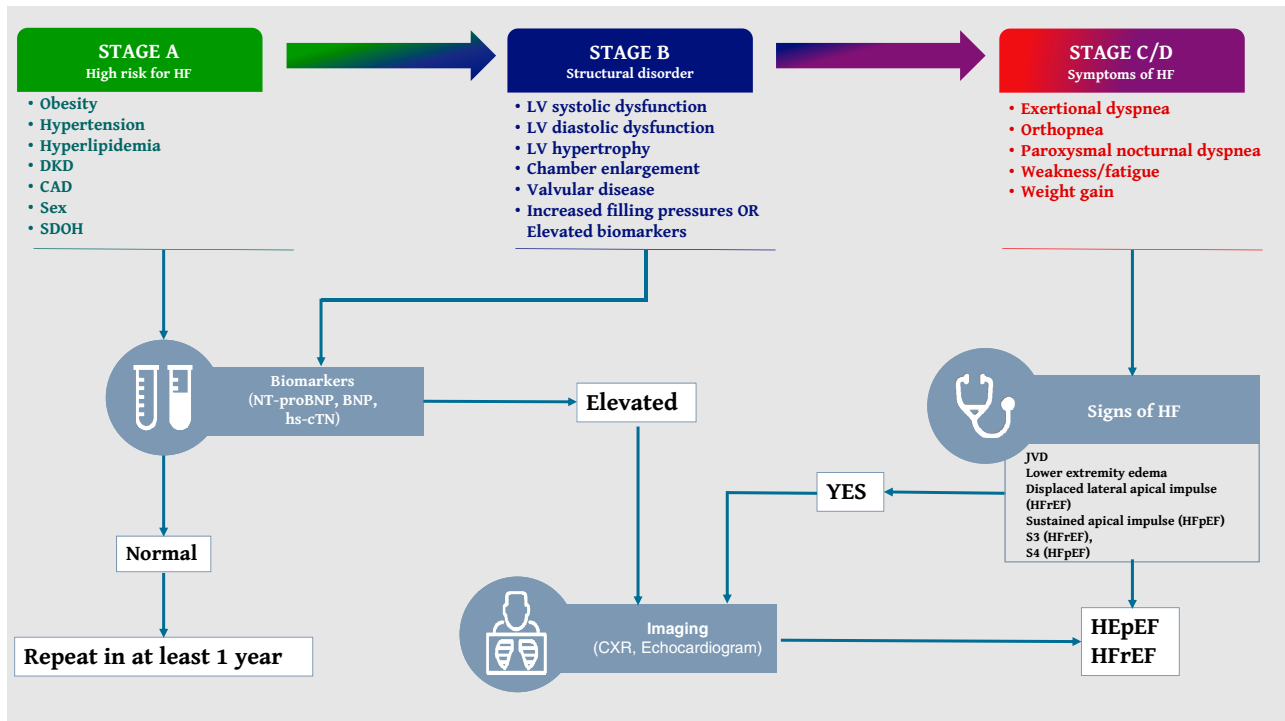 STAGE A
High risk for HF
• Obesity
• Hypertension
• Hyperlipidemia
• DKD
• CAD
• Sex
• SDOH
STAGE B
Structural disorder
• LV systolic dysfunction
• LV diastolic dysfunction
• LV hypertrophy
• Chamber enlargement
• Valvular disease
• Increased filling pressures OR
Elevated biomarkers
STAGE C/D
Symptoms of HF
• Exertional dyspnea
• Orthopnea
• Paroxysmal nocturnal dyspnea
• Weakness/fatigue
• Weight gain
Biomarkers
(NT-proBNP, BNP,
hs-cTN)
Elevated
Signs of HF
JVD
Lower extremity edema
Displaced lateral apical impulse
(HFrEF)
Sustained apical impulse (HFpEF)
S3 (HFrEF),
S4 (HFpEF)
YES
Normal
Repeat in at least 1 year
Imaging
(CXR, Echocardiogram)
HEpEF
HFrEF